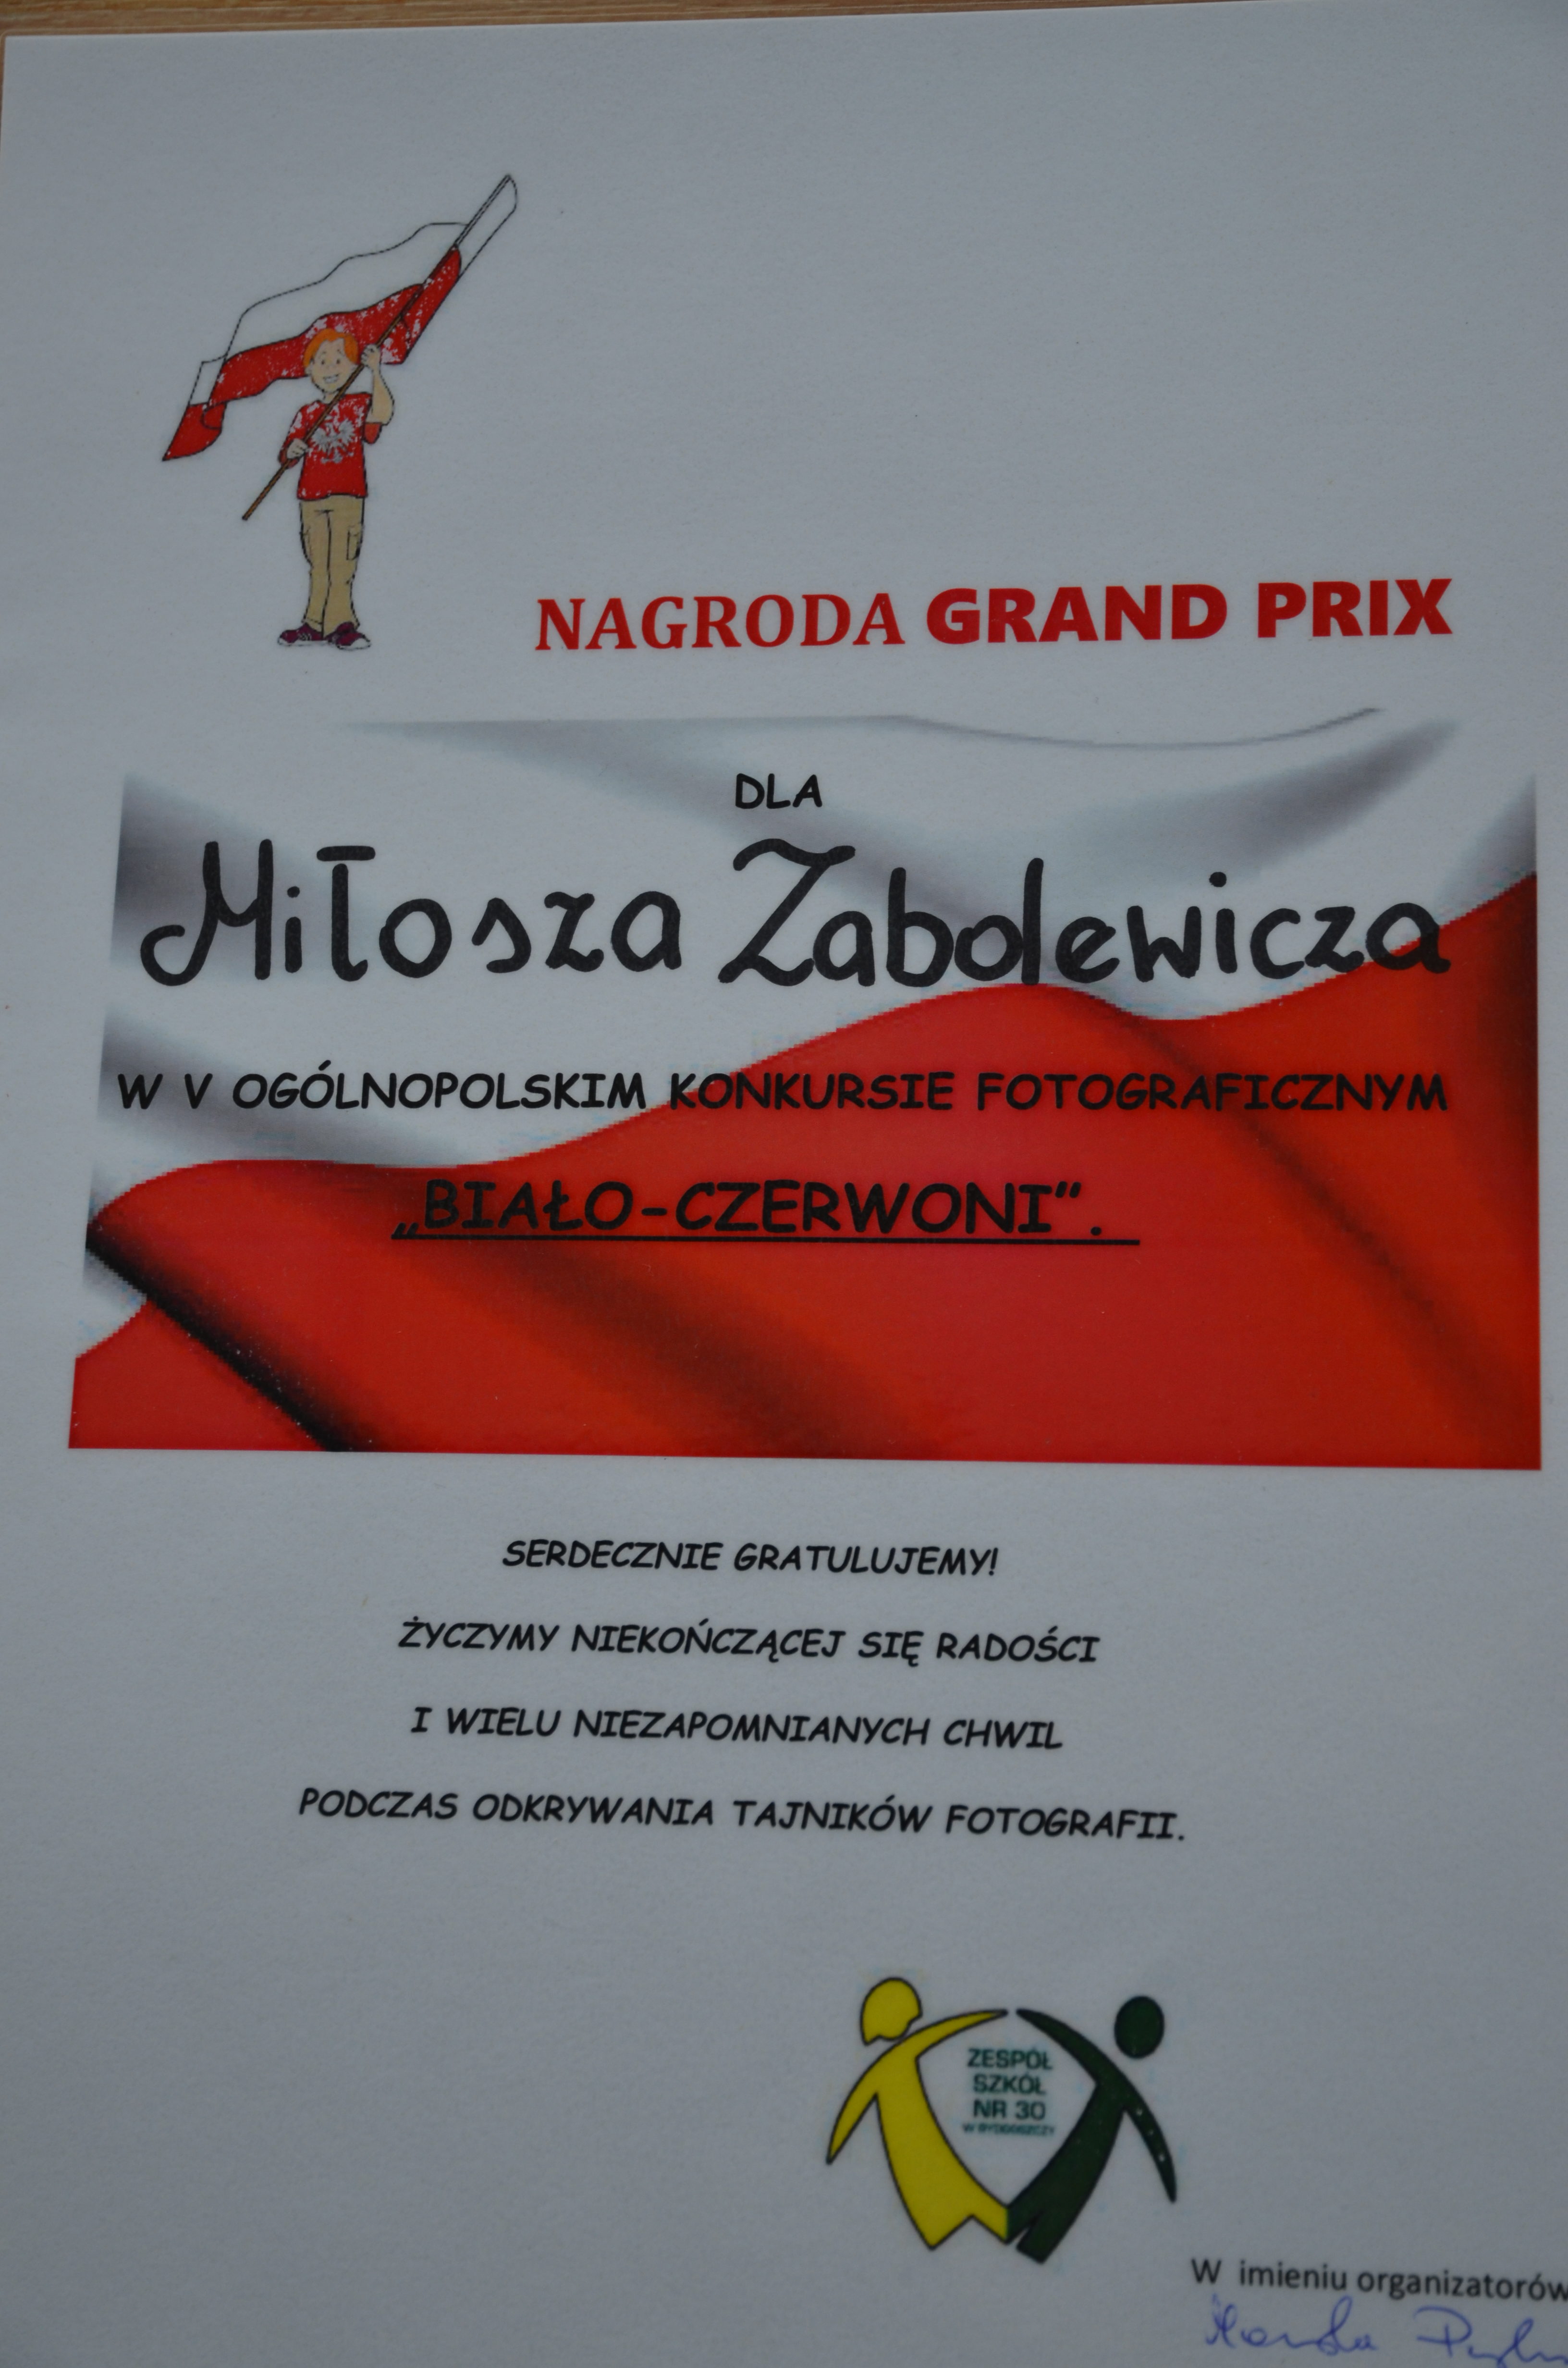 NAGRODA GRAND PRIX
DLA
Miłosza Zabolewicza
W V OGÓLNOPOLSKIM KONKURSIE FOTOGRAFICZNYM
„BIAŁO-CZERWONI”.
SERDECZNIE GRATULUJEMY!
ŻYCZYMY NIEKOŃCZĄCEJ SIĘ RADOŚCI
I WIELU NIEZAPOMNIANYCH CHWIL
PODCZAS ODKRYWANIA TAJNIKÓW FOTOGRAFII.
ZESPÓŁ
SZKÓŁ
NR 30
W BYDGOSZCZY
W imieniu organizatorów